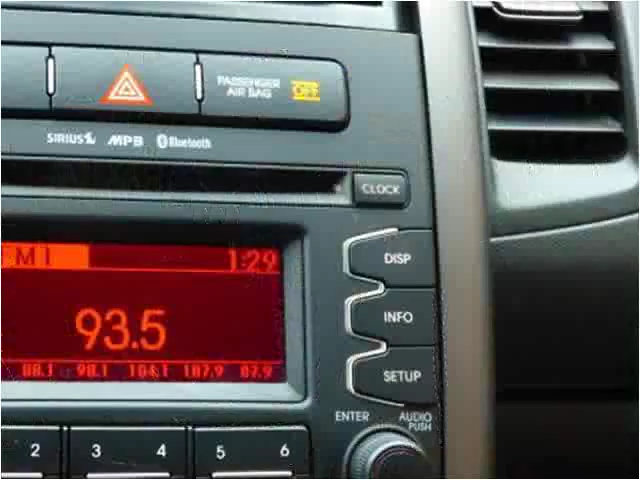 PASSENGER
AIR BAG OFF
SIRIUS MP3 Bluetooth
CLOCK
FM1 1:29
DISP
93.5
INFO
88.1 98.1 104.1 107.9 87.9
SETUP
ENTER AUDIO
PUSH
2 3 4 5 6